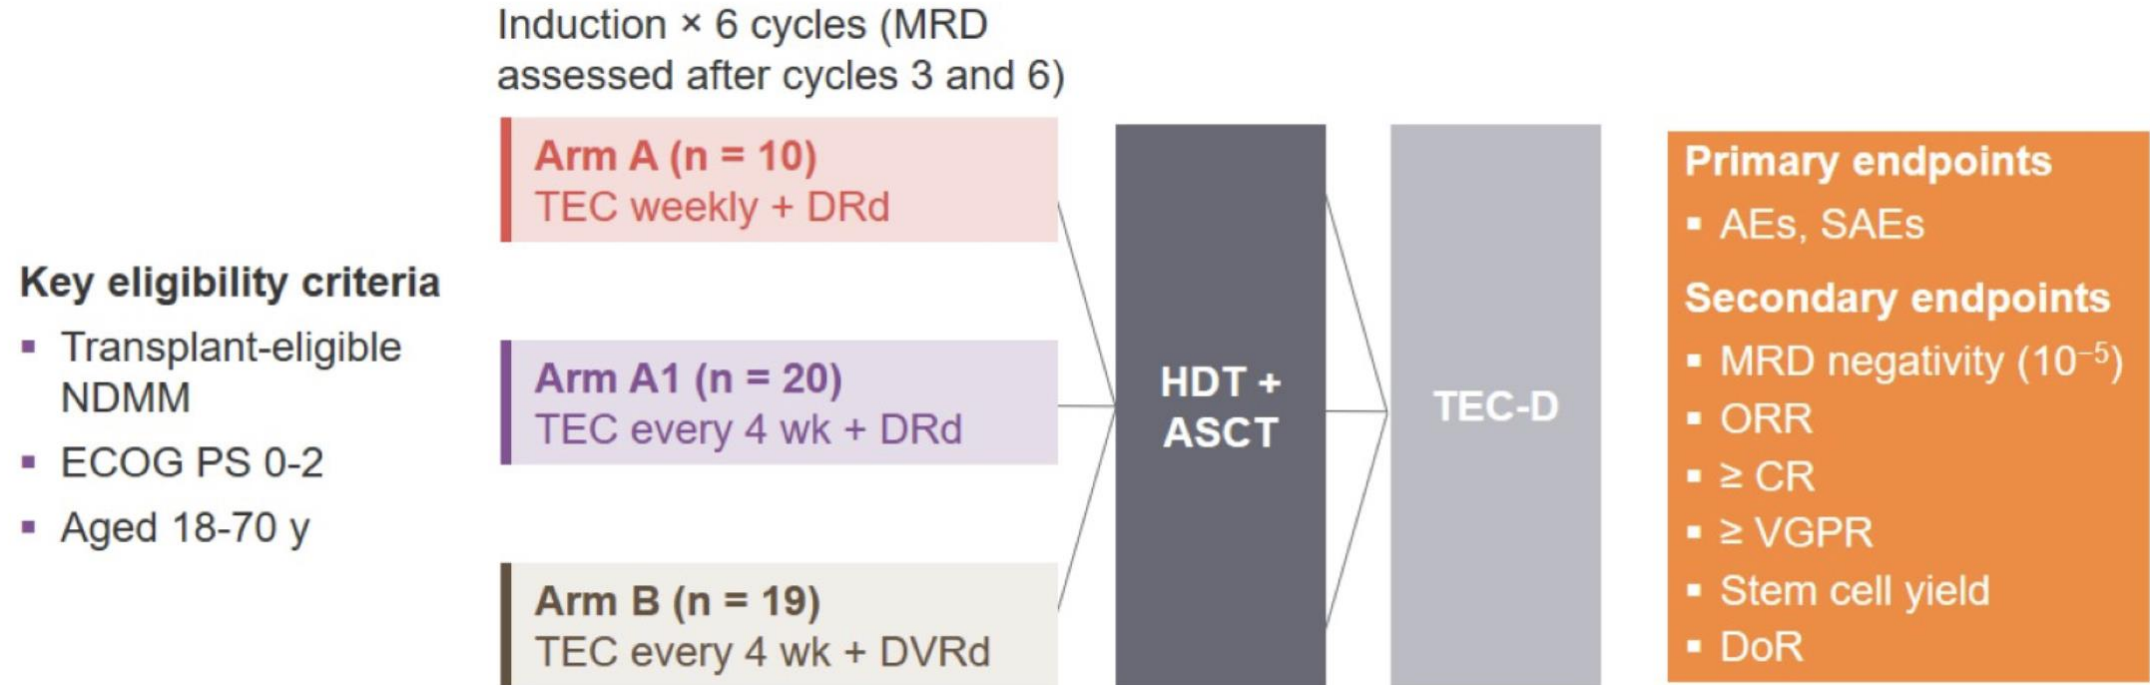 Induction × 6 cycles (MRD
assessed after cycles 3 and 6)
Key eligibility criteria
▪ Transplant-eligible
NDMM
▪ ECOG PS 0-2
▪ Aged 18-70 y
Arm A (n = 10)
TEC weekly + DRd
Arm A1 (n = 20)
TEC every 4 wk + DRd
Arm B (n = 19)
TEC every 4 wk + DVRd
HDT +
ASCT
TEC-D
Primary endpoints
▪ AEs, SAEs
Secondary endpoints
▪ MRD negativity (10⁻⁵)
▪ ORR
▪ ≥ CR
▪ ≥ VGPR
▪ Stem cell yield
▪ DoR